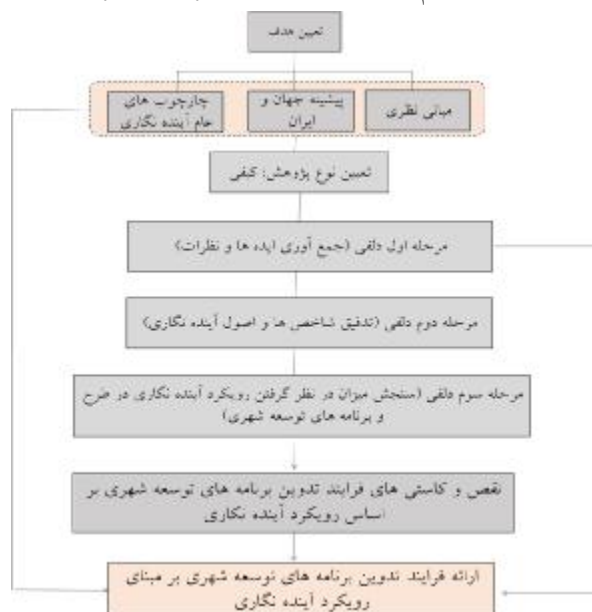 تعیین هدف
مبانی نظری
پیشینه جهان و
ایران
چارچوب های
عام آینده نگاری
تعیین نوع پژوهش: کیفی
مرحله اول دلفی (جمع آوری ایده ها و نظرات)
مرحله دوم دلفی (تدقیق شاخص ها و اصول آینده نگاری)
مرحله سوم دلفی (سنجش میزان در نظر گرفتن رویکرد آینده نگاری در طرح
و برنامه های توسعه شهری)
نقص و کاستی های فرایند تدوین برنامه های توسعه شهری بر
اساس رویکرد آینده نگاری
ارائه فرایند تدوین برنامه های توسعه شهری بر مبنای
رویکرد آینده نگاری